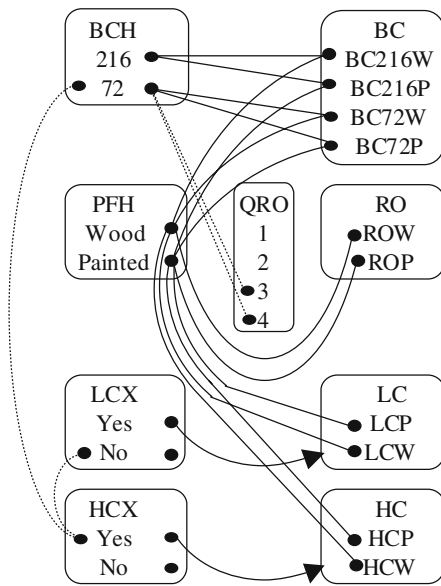 BCH
216
72
BC
BC216W
BC216P
BC72W
BC72P
PFH
Wood
Painted
QRO
1
2
3
4
RO
ROW
ROP
LCX
Yes
No
LC
LCP
LCW
HCX
Yes
No
HC
HCP
HCW